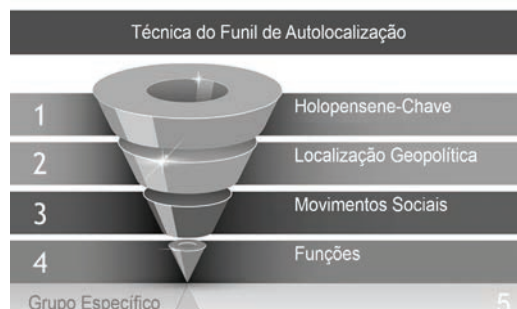 Técnica do Funil de Autolocalização
1 Holopensene-Chave
2 Localização Geopolítica
3 Movimentos Sociais
4 Funções
Grupo Específico 5